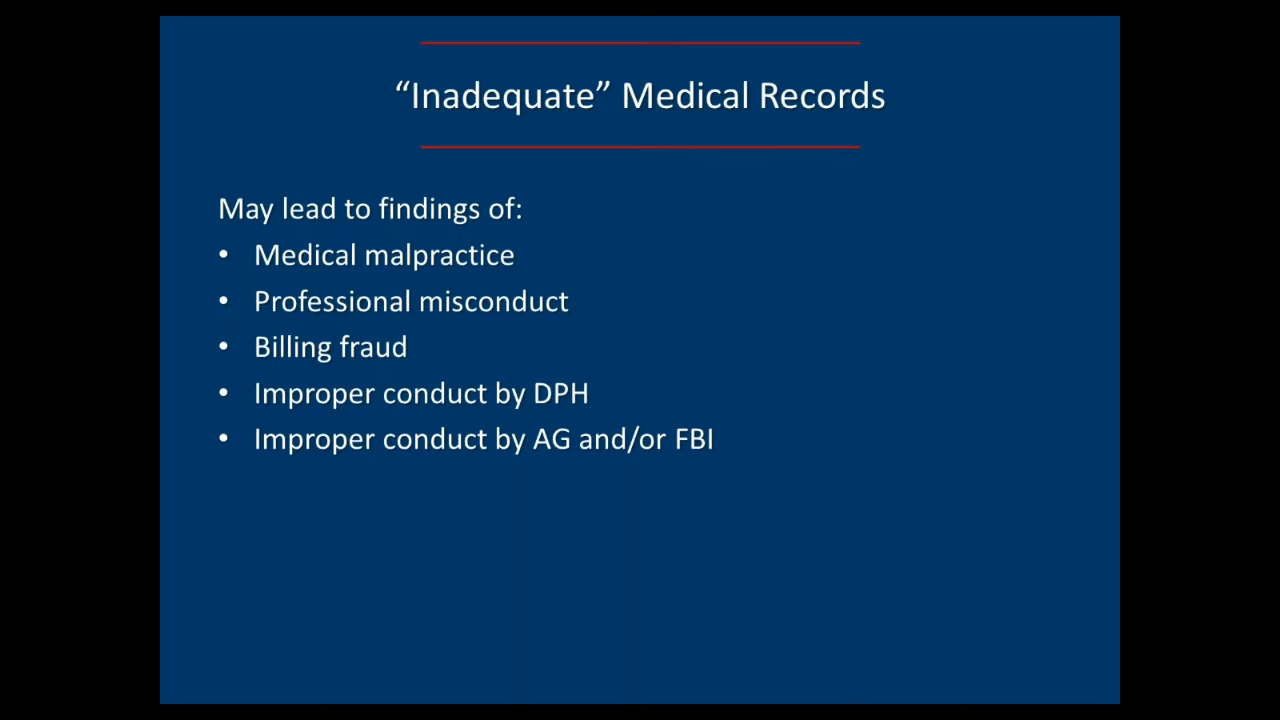 “Inadequate” Medical Records
May lead to findings of:
• Medical malpractice
• Professional misconduct
• Billing fraud
• Improper conduct by DPH
• Improper conduct by AG and/or FBI